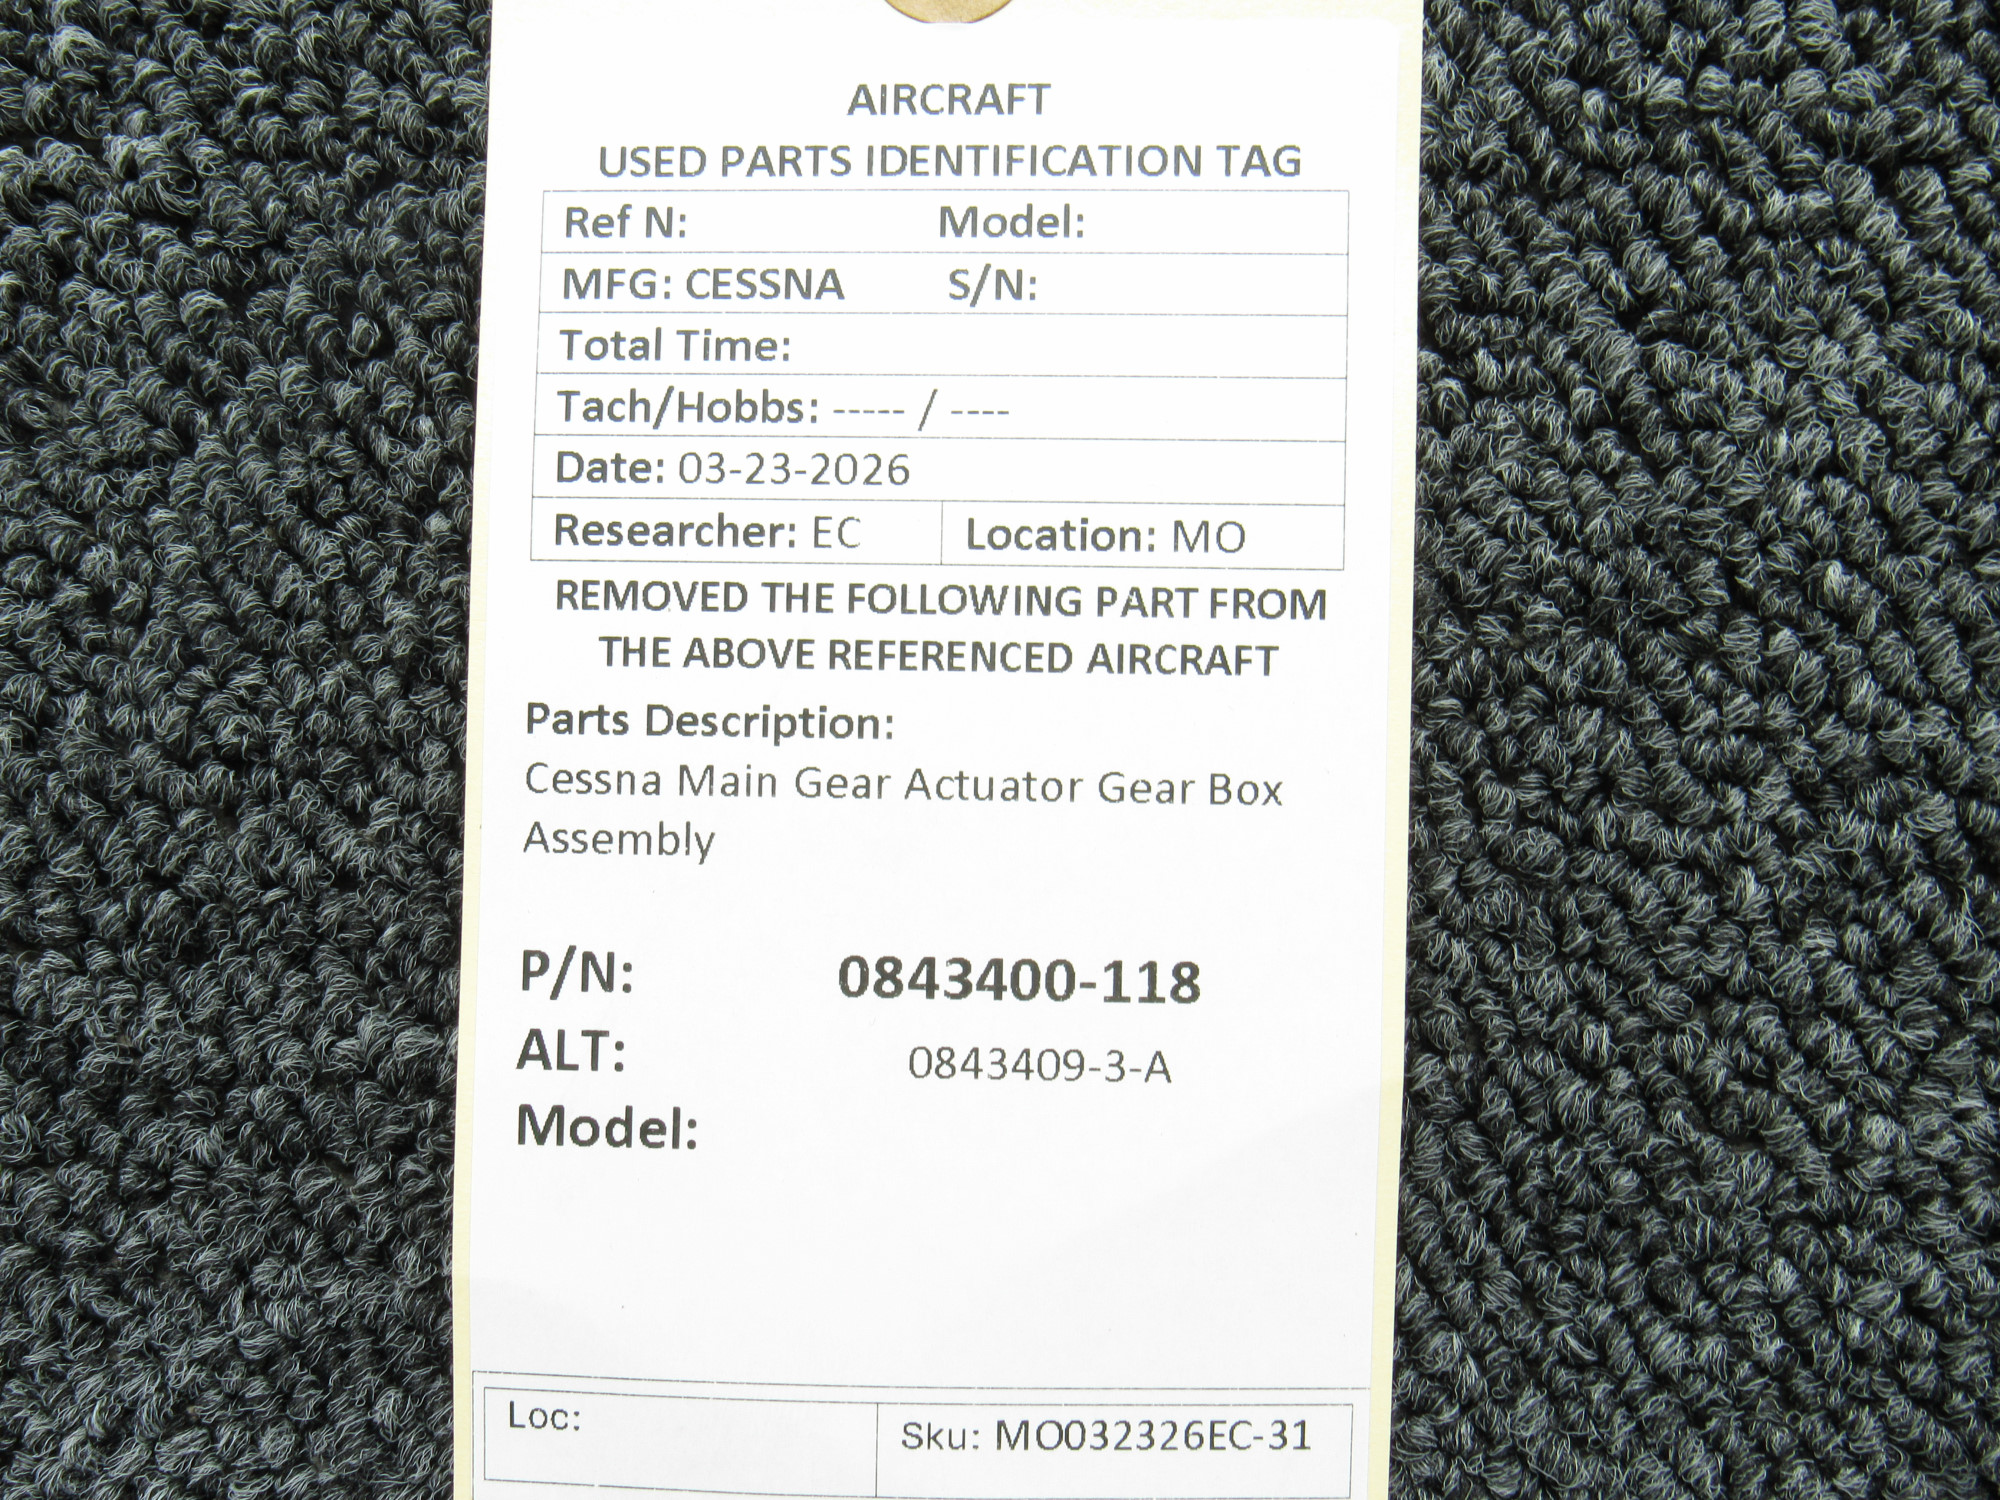 AIRCRAFT
USED PARTS IDENTIFICATION TAG
Ref N: Model:
MFG: CESSNA S/N:
Total Time:
Tach/Hobbs: ----- / ----
Date: 03-23-2026
Researcher: EC Location: MO
REMOVED THE FOLLOWING PART FROM
THE ABOVE REFERENCED AIRCRAFT
Parts Description:
Cessna Main Gear Actuator Gear Box
Assembly
P/N: 0843400-118
ALT: 0843409-3-A
Model:
Loc: Sku: MO032326EC-31